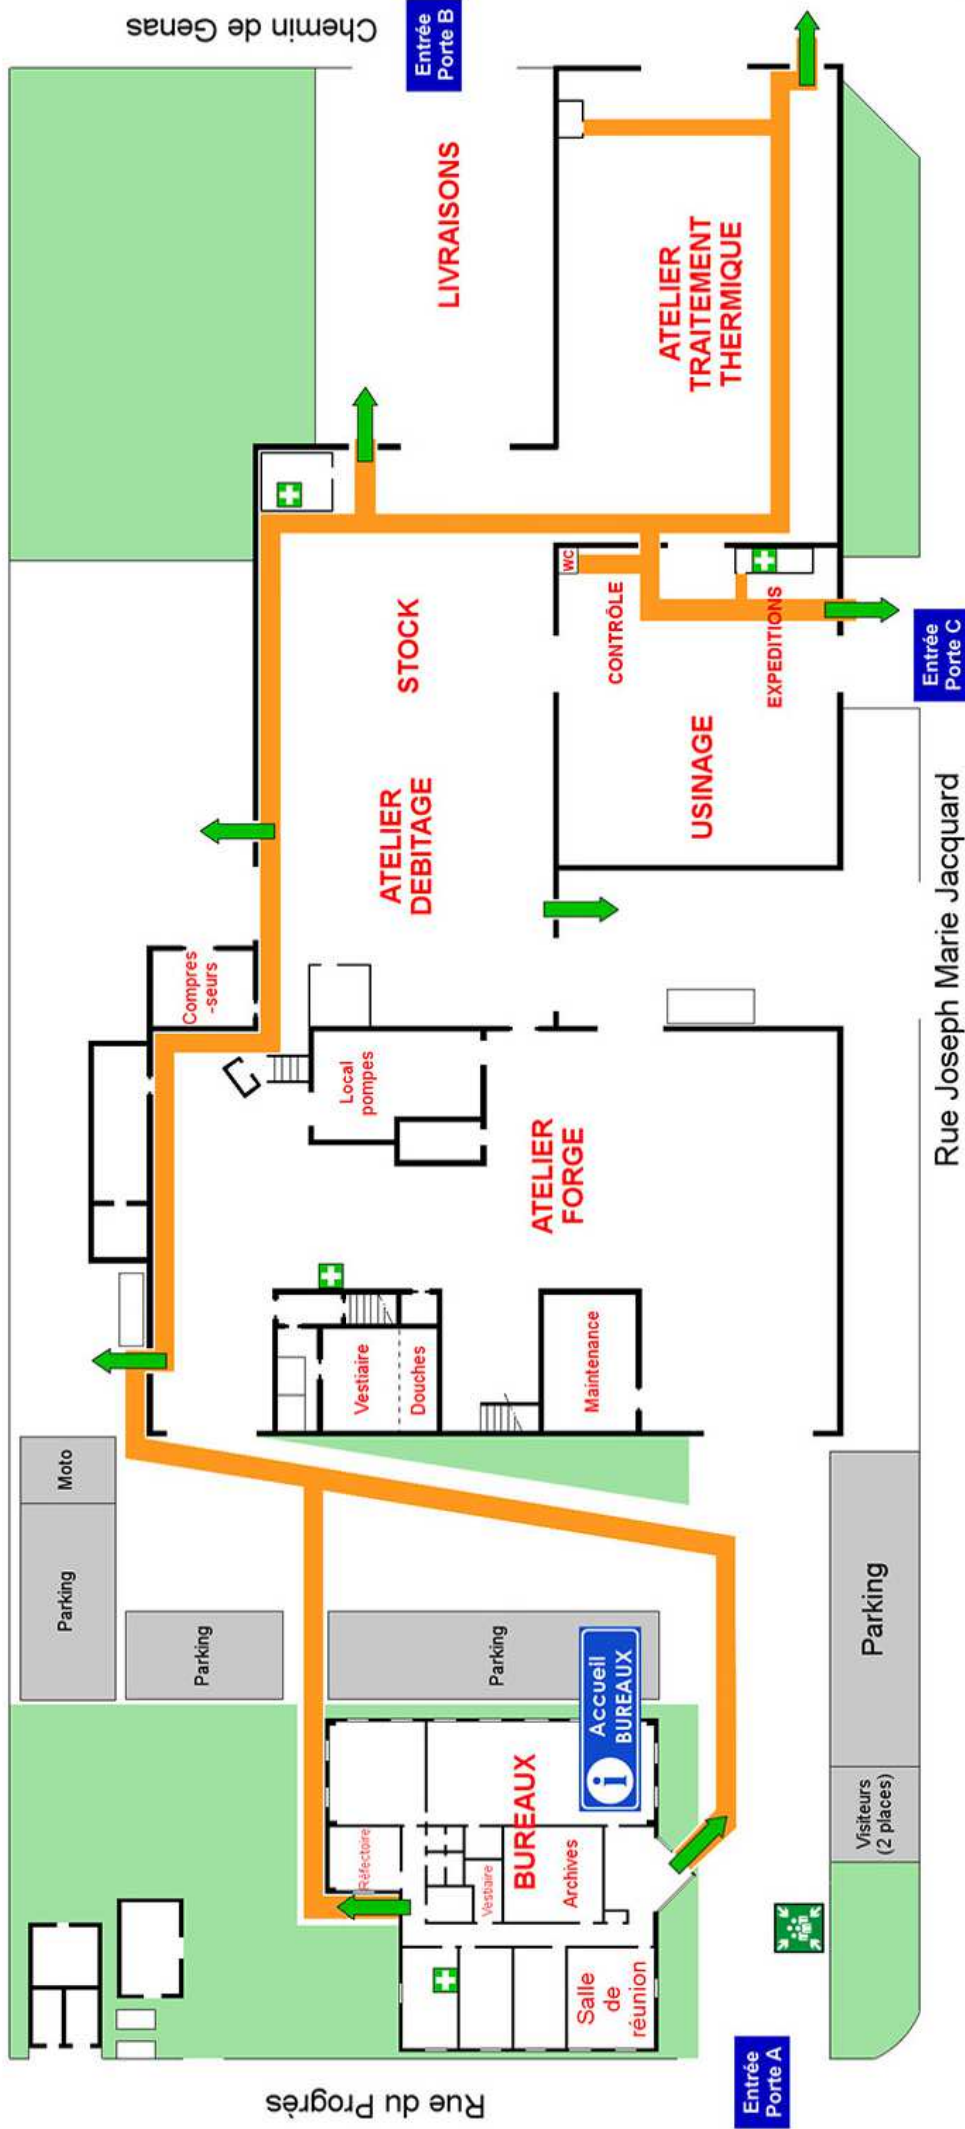 Chemin de Genas
Entrée
Porte B
LIVRAISONS
ATELIER
TRAITEMENT
THERMIQUE
WC
CONTRÔLE
EXPEDITIONS
STOCK
USINAGE
Entrée
Porte C
ATELIER
DEBITAGE
Compres
-seurs
Local
pompes
ATELIER
FORGE
Rue Joseph Marie Jacquard
Vestiaire
Douches
Maintenance
Moto
Parking
Parking
Parking
Parking
Visiteurs
(2 places)
i
Accueil
BUREAUX
BUREAUX
Réfectoire
Vestiaire
Archives
Salle
de
réunion
Rue du Progrès
Entrée
Porte A